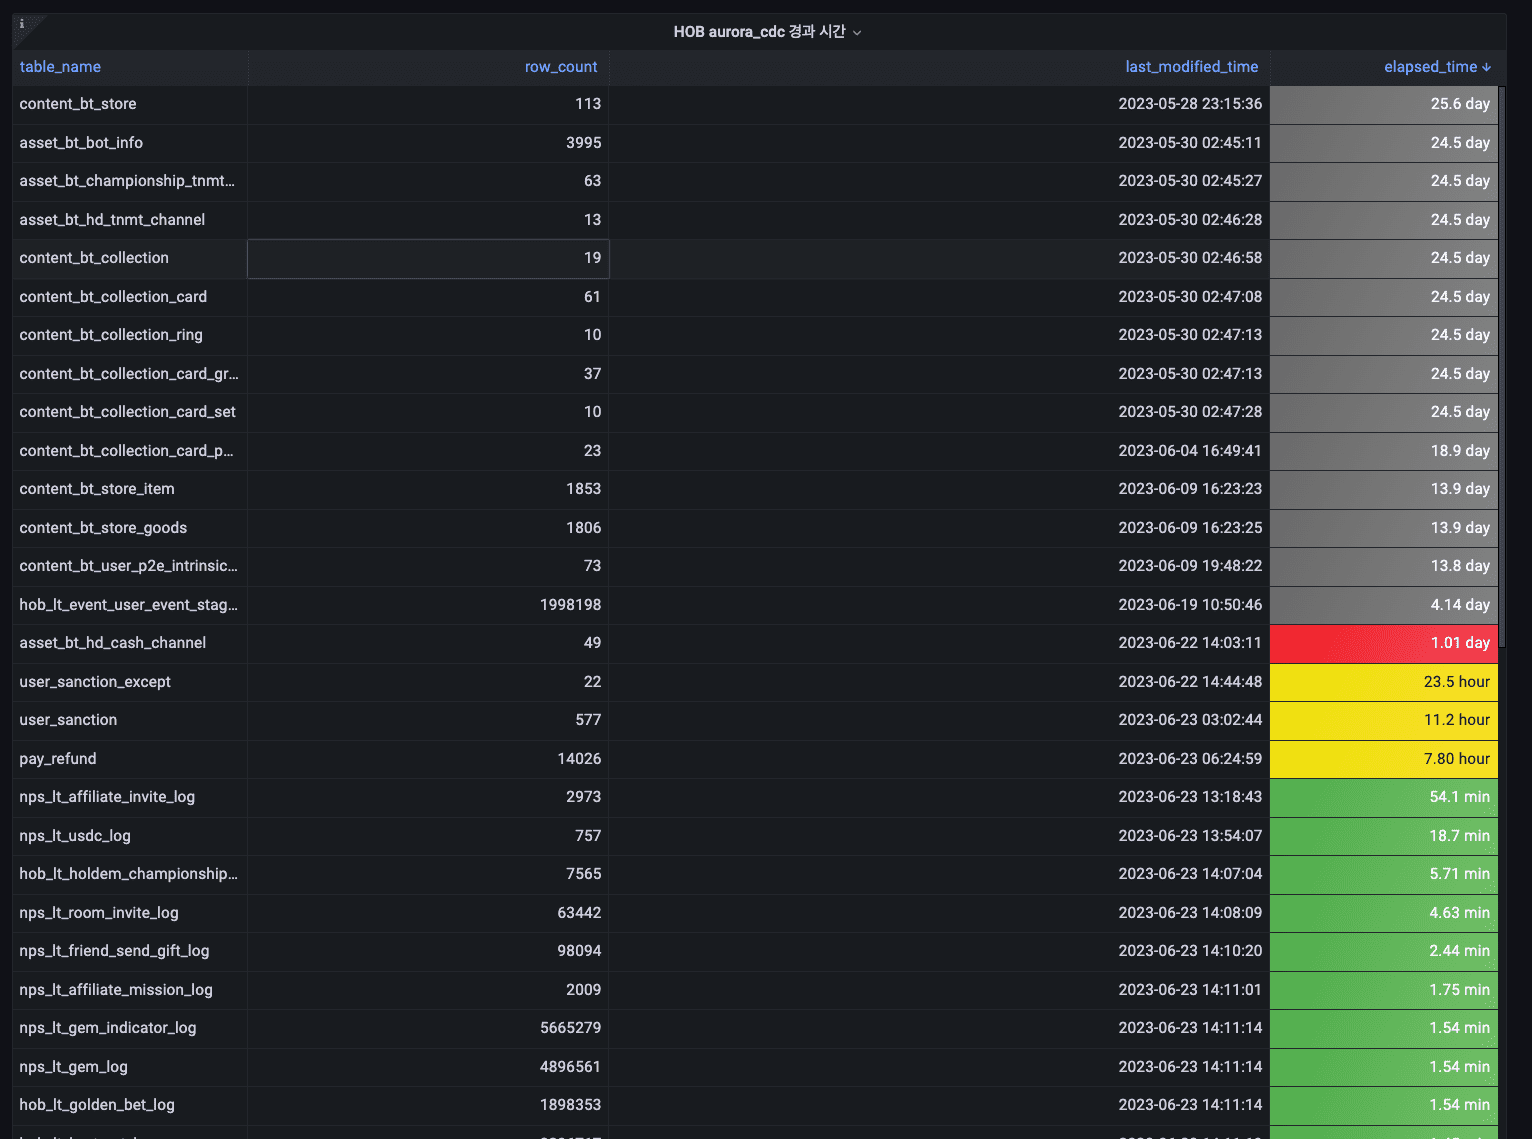 i
HOB aurora_cdc 경과 시간
table_name row_count last_modified_time elapsed_time
content_bt_store 113 2023-05-28 23:15:36 25.6 day
asset_bt_bot_info 3995 2023-05-30 02:45:11 24.5 day
asset_bt_championship_tnmt... 63 2023-05-30 02:45:27 24.5 day
asset_bt_hd_tnmt_channel 13 2023-05-30 02:46:28 24.5 day
content_bt_collection 19 2023-05-30 02:46:58 24.5 day
content_bt_collection_card 61 2023-05-30 02:47:08 24.5 day
content_bt_collection_ring 10 2023-05-30 02:47:13 24.5 day
content_bt_collection_card_gr... 37 2023-05-30 02:47:13 24.5 day
content_bt_collection_card_set 10 2023-05-30 02:47:28 24.5 day
content_bt_collection_card_p... 23 2023-06-04 16:49:41 18.9 day
content_bt_store_item 1853 2023-06-09 16:23:23 13.9 day
content_bt_store_goods 1806 2023-06-09 16:23:25 13.9 day
content_bt_user_p2e_intrinsic... 73 2023-06-09 19:48:22 13.8 day
hob_lt_event_user_event_stag... 1998198 2023-06-19 10:50:46 4.14 day
asset_bt_hd_cash_channel 49 2023-06-22 14:03:11 1.01 day
user_sanction_except 22 2023-06-22 14:44:48 23.5 hour
user_sanction 577 2023-06-23 03:02:44 11.2 hour
pay_refund 14026 2023-06-23 06:24:59 7.80 hour
nps_lt_affiliate_invite_log 2973 2023-06-23 13:18:43 54.1 min
nps_lt_usdc_log 757 2023-06-23 13:54:07 18.7 min
hob_lt_holdem_championship... 7565 2023-06-23 14:07:04 5.71 min
nps_lt_room_invite_log 63442 2023-06-23 14:08:09 4.63 min
nps_lt_friend_send_gift_log 98094 2023-06-23 14:10:20 2.44 min
nps_lt_affiliate_mission_log 2009 2023-06-23 14:11:01 1.75 min
nps_lt_gem_indicator_log 5665279 2023-06-23 14:11:14 1.54 min
nps_lt_gem_log 4896561 2023-06-23 14:11:14 1.54 min
hob_lt_golden_bet_log 1898353 2023-06-23 14:11:14 1.54 min